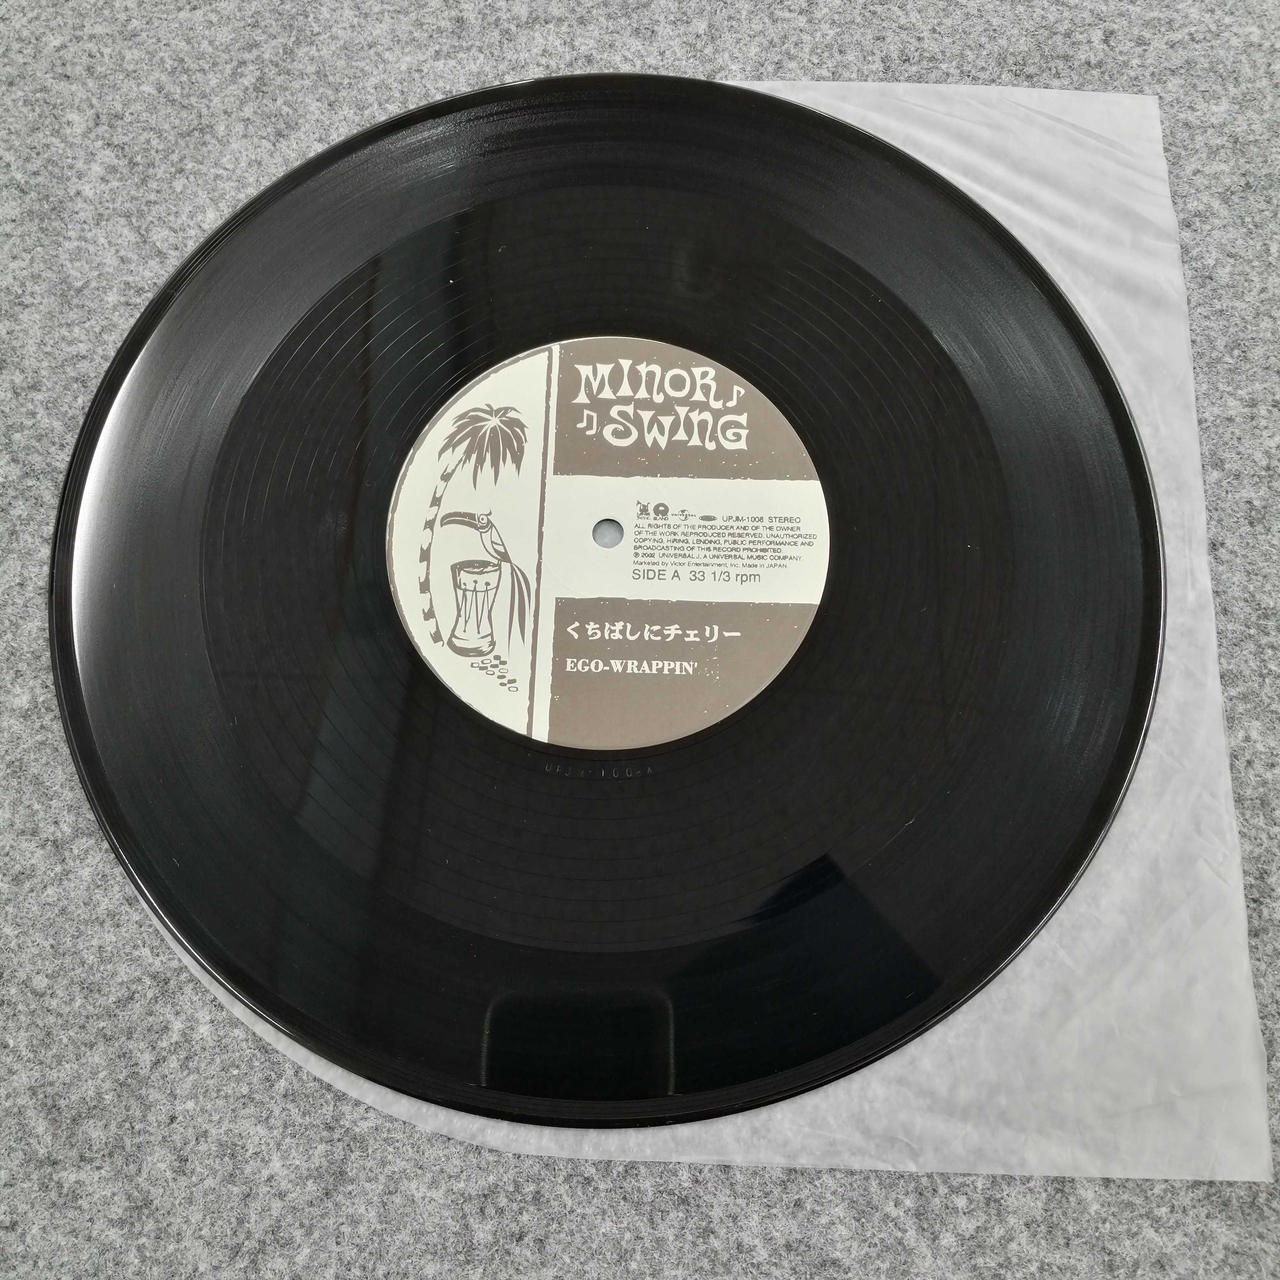 MINOR
SWING
UPJM-1006 STEREO
ALL RIGHTS OF THE PRODUCER AND OF THE OWNER
OF THE WORK REPRODUCED RESERVED. UNAUTHORIZED
COPYING, HIRING, LENDING, PUBLIC PERFORMANCE AND
BROADCASTING OF THIS RECORD PROHIBITED.
℗ 2002 UNIVERSAL J, A UNIVERSAL MUSIC COMPANY.
Marketed by Victor Entertainment, Inc. Made in JAPAN
SIDE A 33 1/3 rpm
くちばしにチェリー
EGO-WRAPPIN'